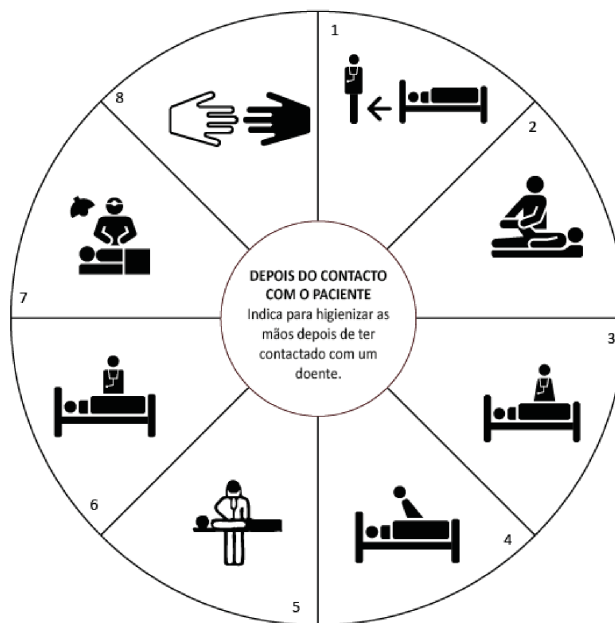 1
2
3
4
5
6
7
8
DEPOIS DO CONTACTO
COM O PACIENTE
Indica para higienizar as
mãos depois de ter
contactado com um
doente.